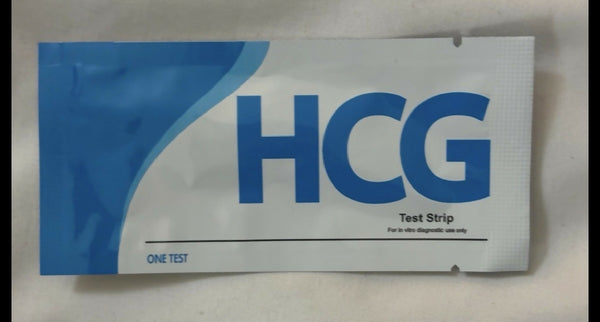 HCG
Test Strip
For in vitro diagnostic use only
ONE TEST